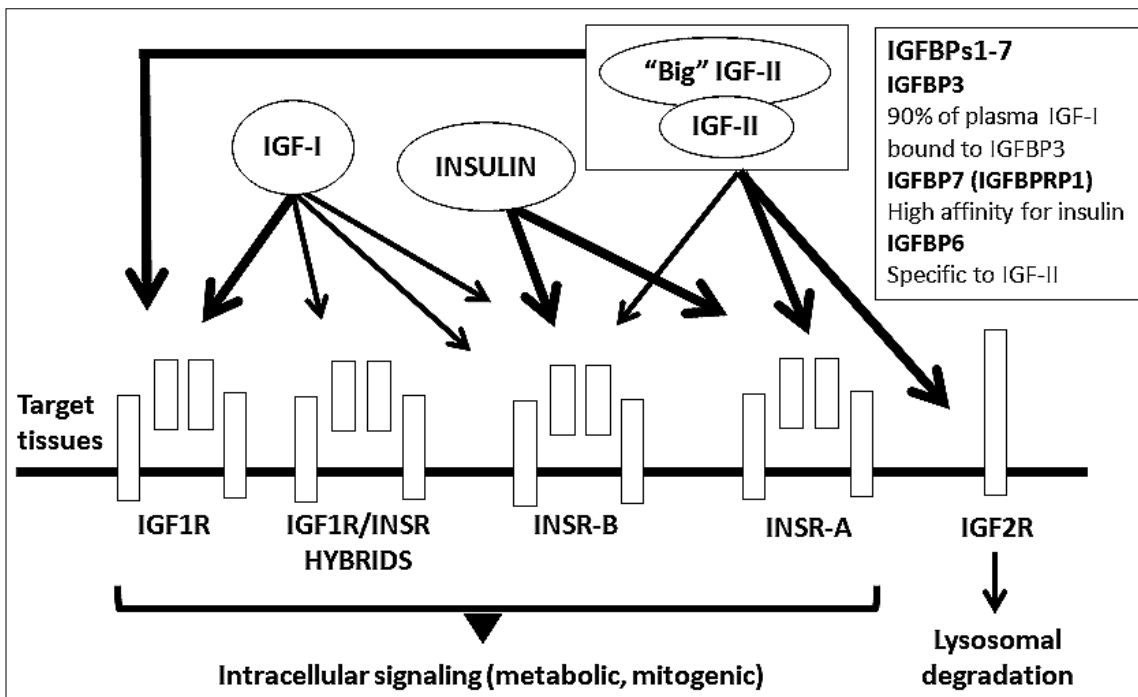 "Big" IGF-II
IGF-II
IGF-I
INSULIN
IGFBPs1-7
IGFBP3
90% of plasma IGF-I
bound to IGFBP3
IGFBP7 (IGFBPRP1)
High affinity for insulin
IGFBP6
Specific to IGF-II
Target
tissues
IGF1R
IGF1R/INSR
HYBRIDS
INSR-B
INSR-A
IGF2R
Intracellular signaling (metabolic, mitogenic)
Lysosomal
degradation